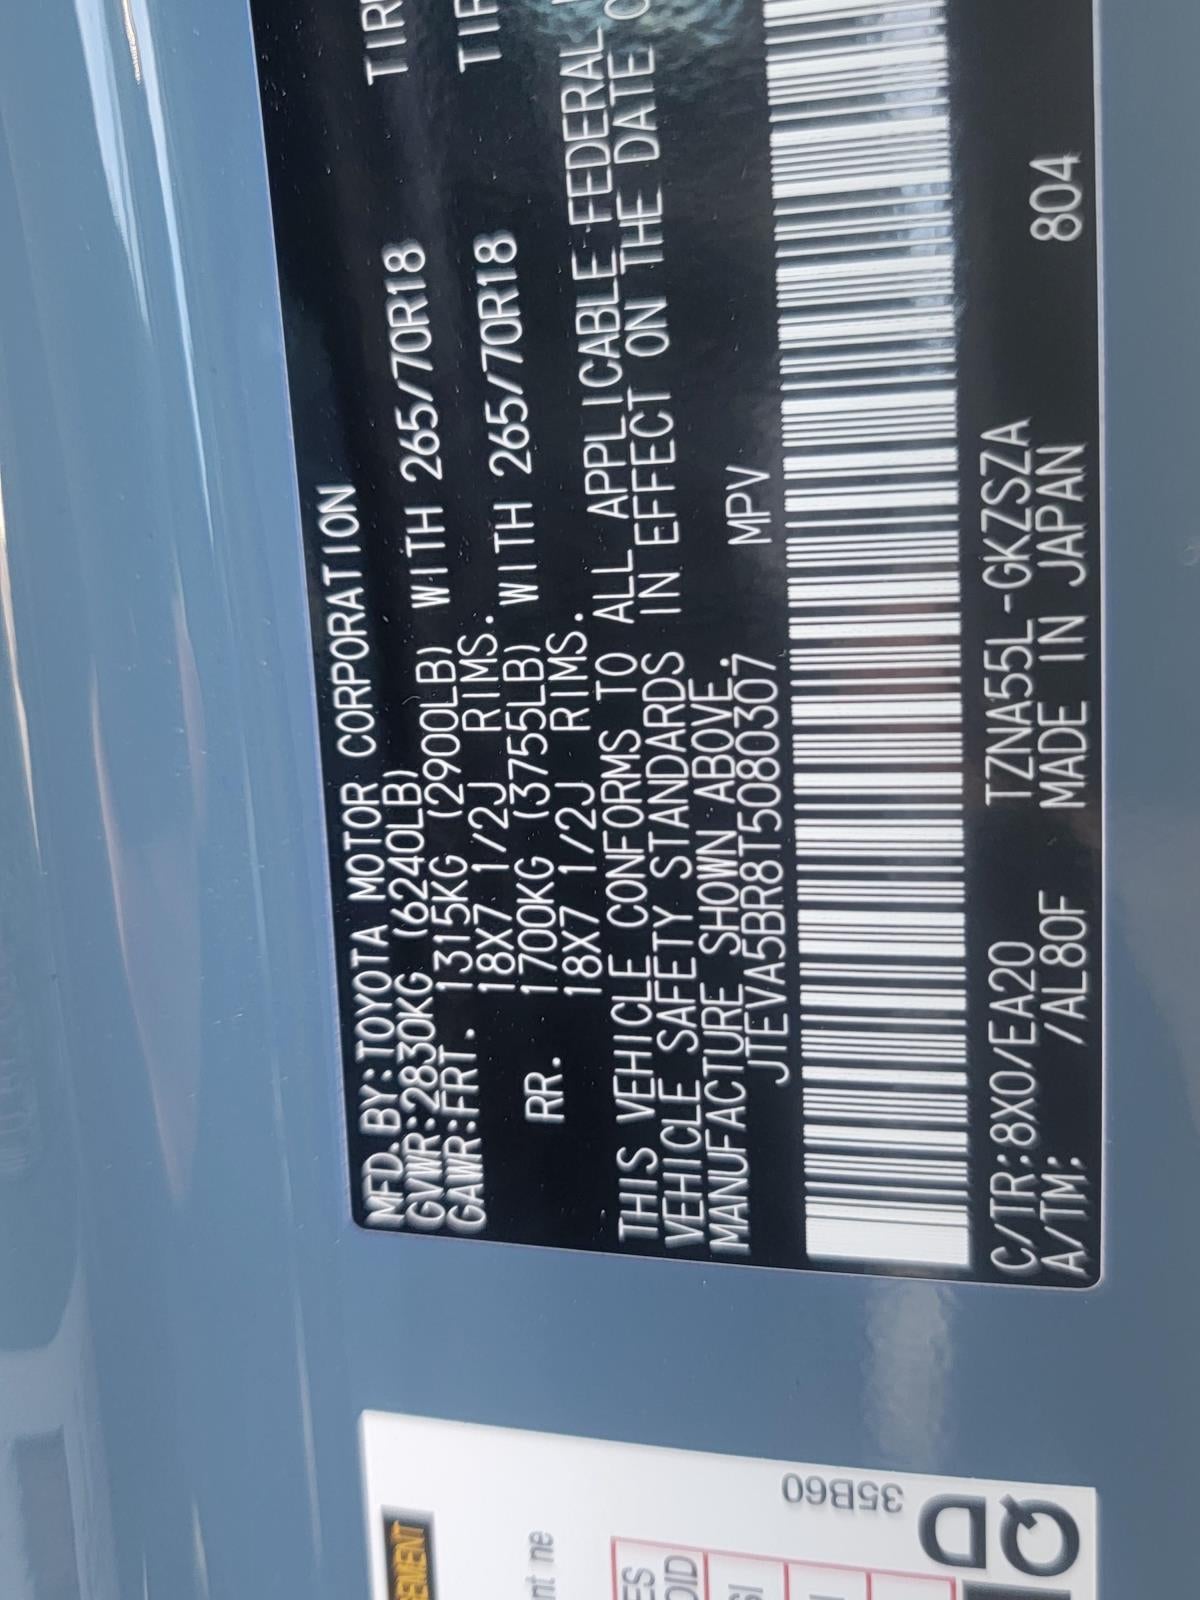 MFD.BY:TOYOTA MOTOR CORPORATION
GVWR:2830KG (6240LB)
GAWR:FRT. 1315KG (2900LB) WITH 265/70R18
18X7 1/2J RIMS.
RR. 1700KG (3755LB) WITH 265/70R18
18X7 1/2J RIMS.
THIS VEHICLE CONFORMS TO ALL APPLICABLE FEDERAL
VEHICLE SAFETY STANDARDS IN EFFECT ON THE DATE
MANUFACTURE SHOWN ABOVE.
JTEVA5BR8T5080307 MPV
C/TR:8X0/EA20 TZNA55L-GKZSZA
A/TM: /AL80F MADE IN JAPAN 804
35B60